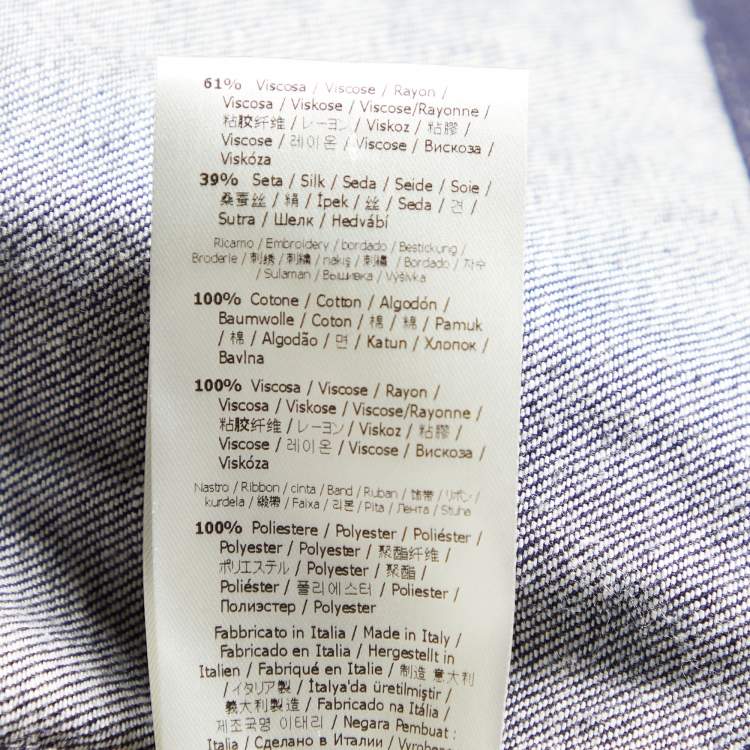 61% Viscosa / Viscose / Rayon /
Viscosa / Viskose / Viscose/Rayonne /
粘胶纤维 / レーヨン / Viskoz / 粘膠 /
Viscose / 레이온 / Viscose / Вискоза /
Viskóza
39% Seta / Silk / Seda / Seide / Soie /
桑蚕丝 / 絹 / İpek / 丝 / Seda / 견 /
Sutra / Шелк / Hedvábí
Ricamo / Embroidery / bordado / Bestickung /
Broderie / 刺绣 / 刺繍 / nakış / 刺繡 / Bordado / 자수
/ Sulaman / Вышивка / Výšivka
100% Cotone / Cotton / Algodón /
Baumwolle / Coton / 棉 / 綿 / Pamuk
/ 棉 / Algodão / 면 / Katun / Хлопок /
Bavlna
100% Viscosa / Viscose / Rayon /
Viscosa / Viskose / Viscose/Rayonne /
粘胶纤维 / レーヨン / Viskoz / 粘膠 /
Viscose / 레이온 / Viscose / Вискоза /
Viskóza
Nastro / Ribbon / cinta / Band / Ruban / 饰带 / リボン /
kurdela / 緞帶 / Faixa / 리본 / Pita / Лента / Stuha
100% Poliestere / Polyester / Poliéster /
Polyester / Polyester / 聚酯纤维 /
ポリエステル / Polyester / 聚酯 /
Poliéster / 폴리에스터 / Poliester /
Полиэстер / Polyester
Fabbricato in Italia / Made in Italy /
Fabricado en Italia / Hergestellt in
Italien / Fabriqué en Italie / 制造 意大利
/ イタリア製 / İtalya'da üretilmiştir /
義大利製造 / Fabricado na Itália /
제조국명 이태리 / Negara Pembuat :
Italia / Сделано в Италии / Vyrobeno